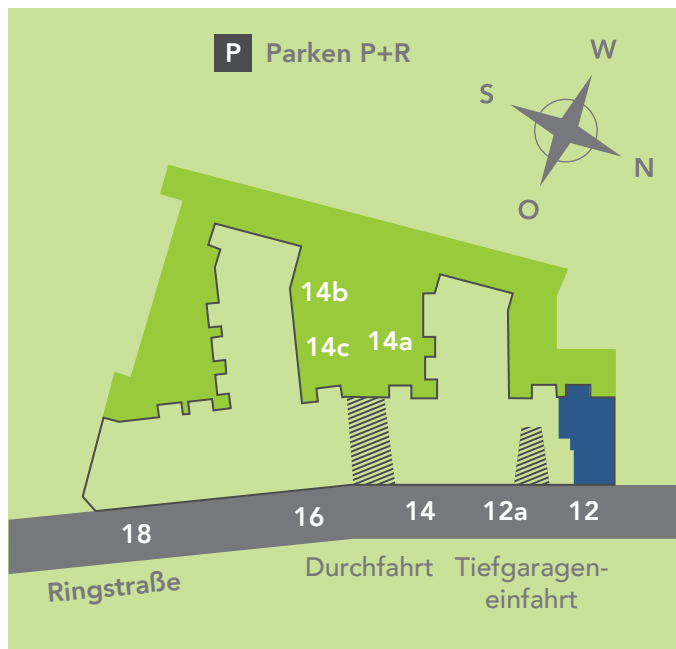 P Parken P+R
W
S
N
O
14b
14c 14a
18 16 14 12a 12
Ringstraße
Durchfahrt
Tiefgaragen-
einfahrt